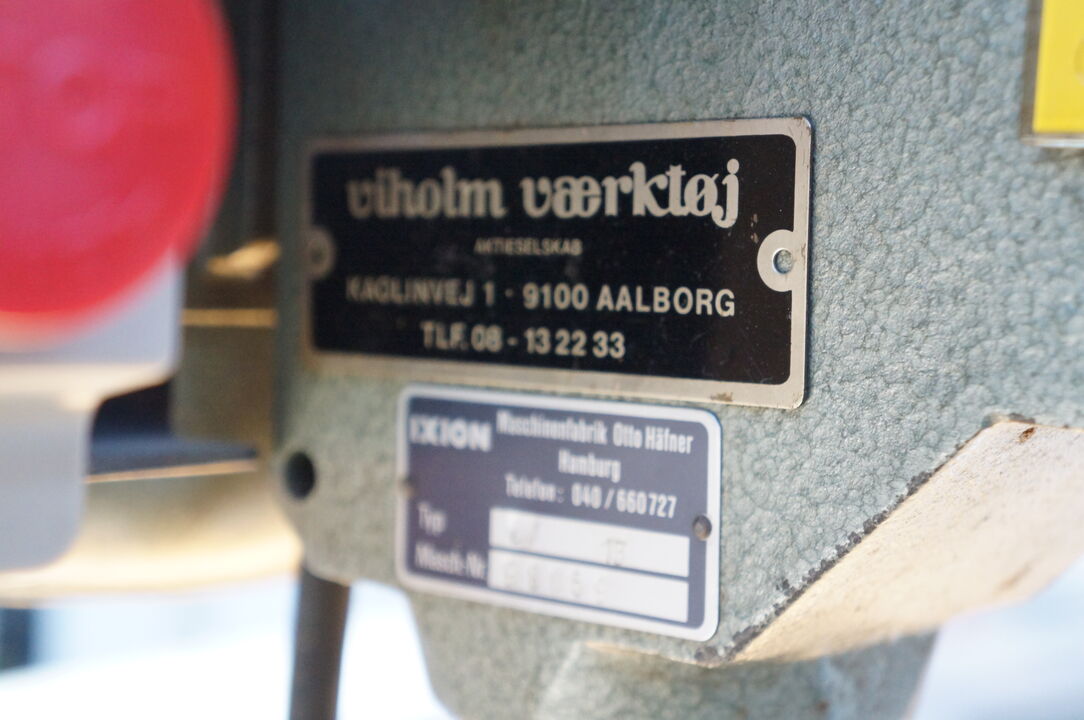 viholm værktøj
AKTIESELSKAB
KAOLINVEJ 1 · 9100 AALBORG
TLF. 08 - 13 22 33
IXION Maschinenfabrik Otto Häfner
Hamburg
Telefon: 040/660727
Typ
Masch-Nr.